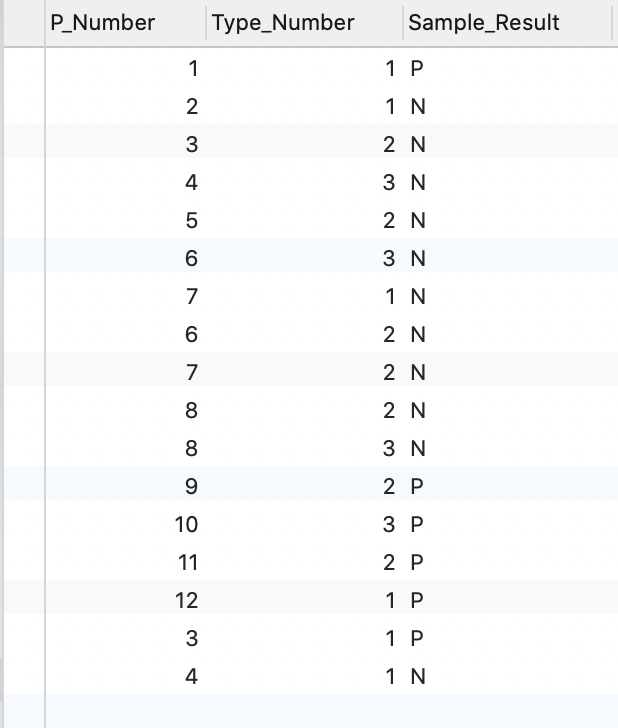 P_Number Type_Number Sample_Result
1 1 P
2 1 N
3 2 N
4 3 N
5 2 N
6 3 N
7 1 N
6 2 N
7 2 N
8 2 N
8 3 N
9 2 P
10 3 P
11 2 P
12 1 P
3 1 P
4 1 N